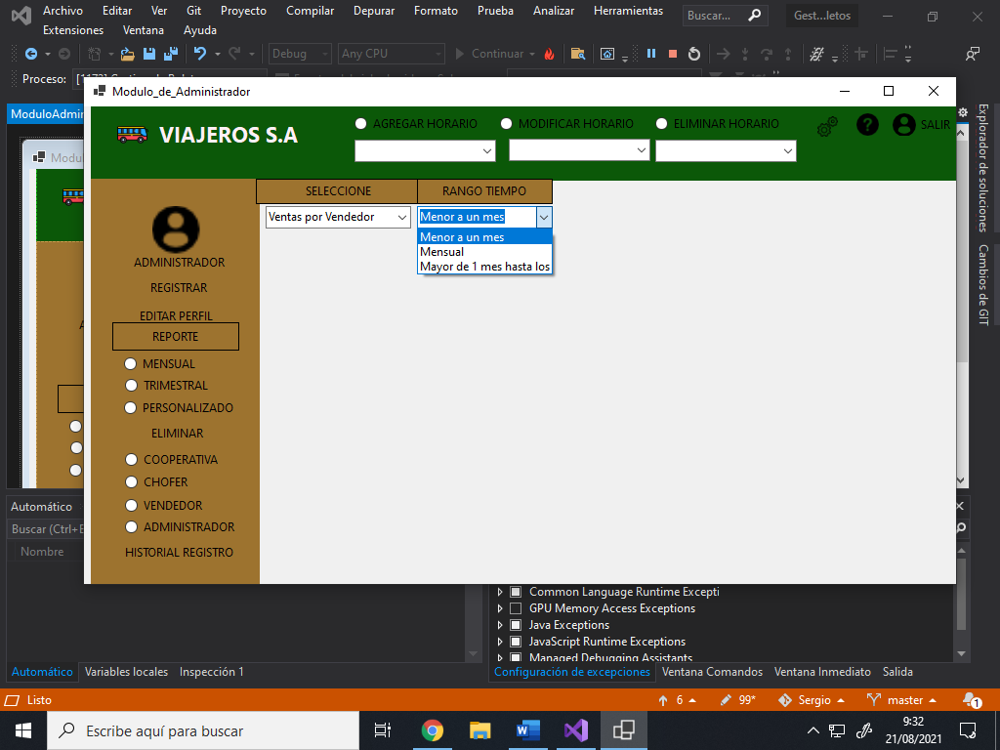 Archivo Editar Ver Git Proyecto Compilar Depurar Formato Prueba Analizar Herramientas Buscar... Gest...letos
Extensiones Ventana Ayuda
Debug Any CPU Continuar
Proceso:
Modulo_de_Administrador
ModuloAdmin
Modu
VIAJEROS S.A
AGREGAR HORARIO MODIFICAR HORARIO ELIMINAR HORARIO SALIR
SELECCIONE RANGO TIEMPO
Ventas por Vendedor Menor a un mes
Menor a un mes
Mensual
Mayor de 1 mes hasta los
ADMINISTRADOR
REGISTRAR
EDITAR PERFIL
REPORTE
MENSUAL
TRIMESTRAL
PERSONALIZADO
ELIMINAR
COOPERATIVA
CHOFER
VENDEDOR
ADMINISTRADOR
HISTORIAL REGISTRO
Explorador de soluciones
Cambios de GIT
Automático
Buscar (Ctrl+E
Nombre
Common Language Runtime Excepti
GPU Memory Access Exceptions
Java Exceptions
JavaScript Runtime Exceptions
Managed Debugging Assistants
Automático Variables locales Inspección 1 Configuración de excepciones Ventana Comandos Ventana Inmediato Salida
Listo 6 99* Sergio master 1
Escribe aquí para buscar
9:32
21/08/2021